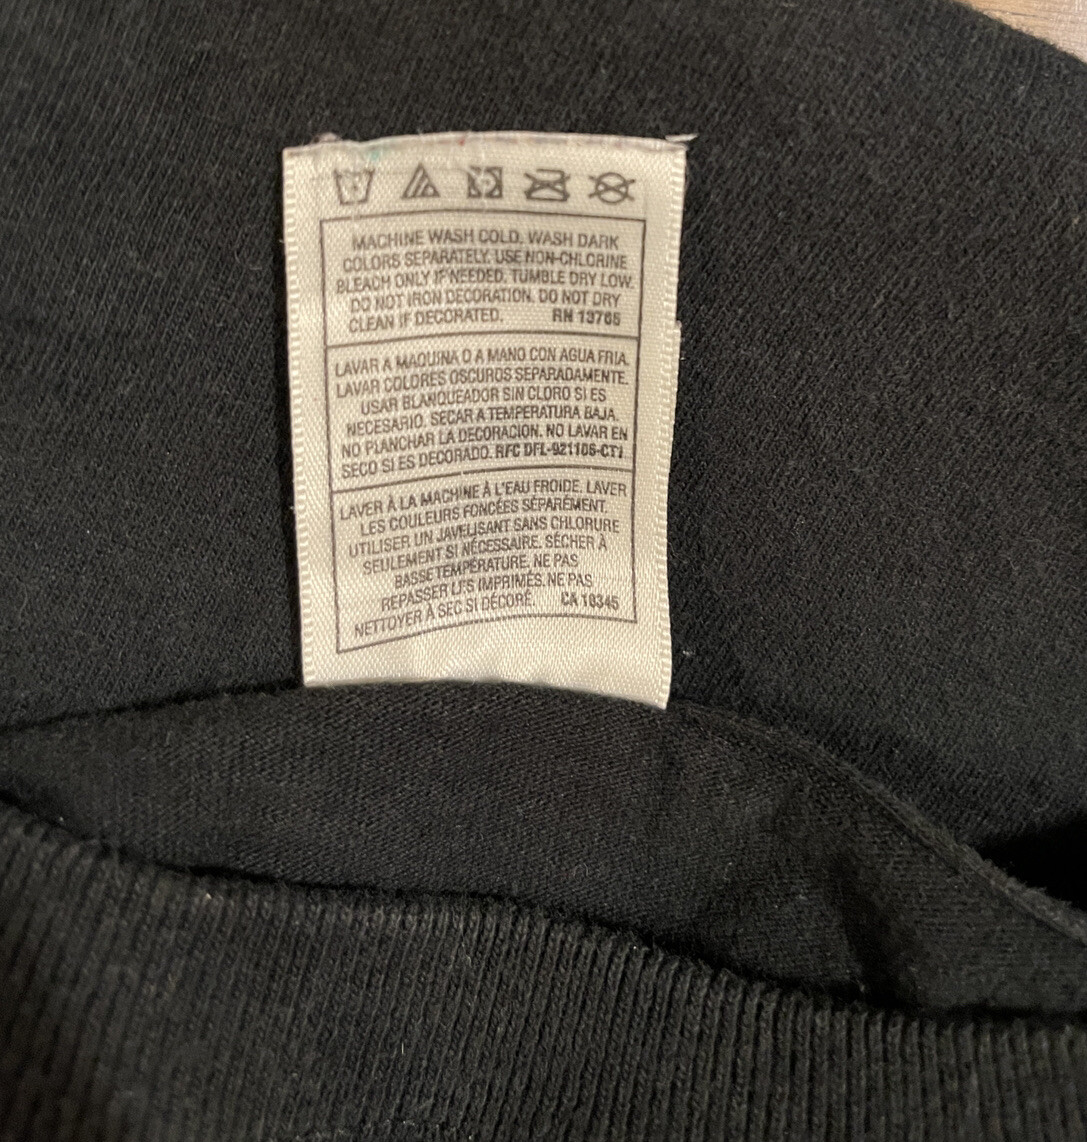 MACHINE WASH COLD. WASH DARK
COLORS SEPARATELY. USE NON-CHLORINE
BLEACH ONLY IF NEEDED. TUMBLE DRY LOW.
DO NOT IRON DECORATION. DO NOT DRY
CLEAN IF DECORATED. RN 13765
LAVAR A MAQUINA O A MANO CON AGUA FRIA.
LAVAR COLORES OSCUROS SEPARADAMENTE.
USAR BLANQUEADOR SIN CLORO SI ES
NECESARIO. SECAR A TEMPERATURA BAJA.
NO PLANCHAR LA DECORACION. NO LAVAR EN
SECO SI ES DECORADO. RFC DFL-921106-CT1
LAVER À LA MACHINE À L'EAU FROIDE. LAVER
LES COULEURS FONCÉES SÉPARÉMENT.
UTILISER UN JAVELISANT SANS CHLORURE
SEULEMENT SI NÉCESSAIRE. SÉCHER À
BASSE TEMPÉRATURE. NE PAS
REPASSER LES IMPRIMÉS. NE PAS
NETTOYER À SEC SI DÉCORÉ. CA 18345